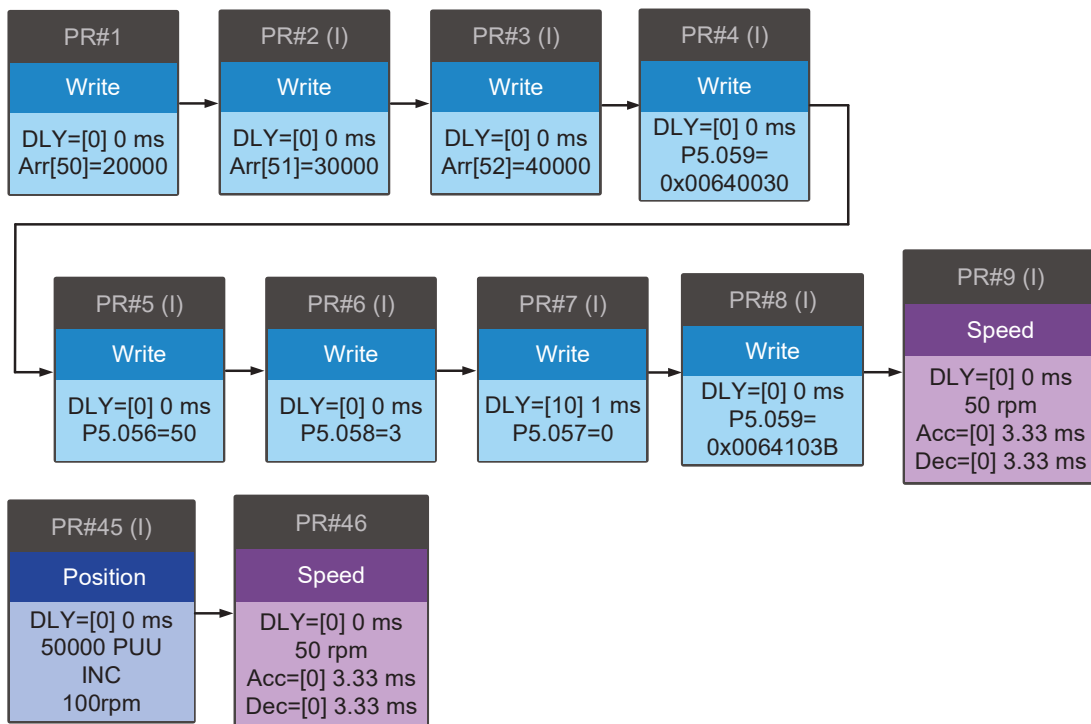 PR#1
Write
DLY=[0] 0 ms
Arr[50]=20000
PR#2 (I)
Write
DLY=[0] 0 ms
Arr[51]=30000
PR#3 (I)
Write
DLY=[0] 0 ms
Arr[52]=40000
PR#4 (I)
Write
DLY=[0] 0 ms
P5.059=
0x00640030
PR#5 (I)
Write
DLY=[0] 0 ms
P5.056=50
PR#6 (I)
Write
DLY=[0] 0 ms
P5.058=3
PR#7 (I)
Write
DLY=[10] 1 ms
P5.057=0
PR#8 (I)
Write
DLY=[0] 0 ms
P5.059=
0x0064103B
PR#9 (I)
Speed
DLY=[0] 0 ms
50 rpm
Acc=[0] 3.33 ms
Dec=[0] 3.33 ms
PR#45 (I)
Position
DLY=[0] 0 ms
50000 PUU
INC
100rpm
PR#46
Speed
DLY=[0] 0 ms
50 rpm
Acc=[0] 3.33 ms
Dec=[0] 3.33 ms